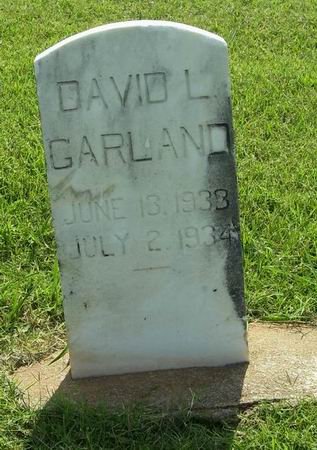 DAVID L.
GARLAND
JUNE 13, 1933
JULY 2, 1934